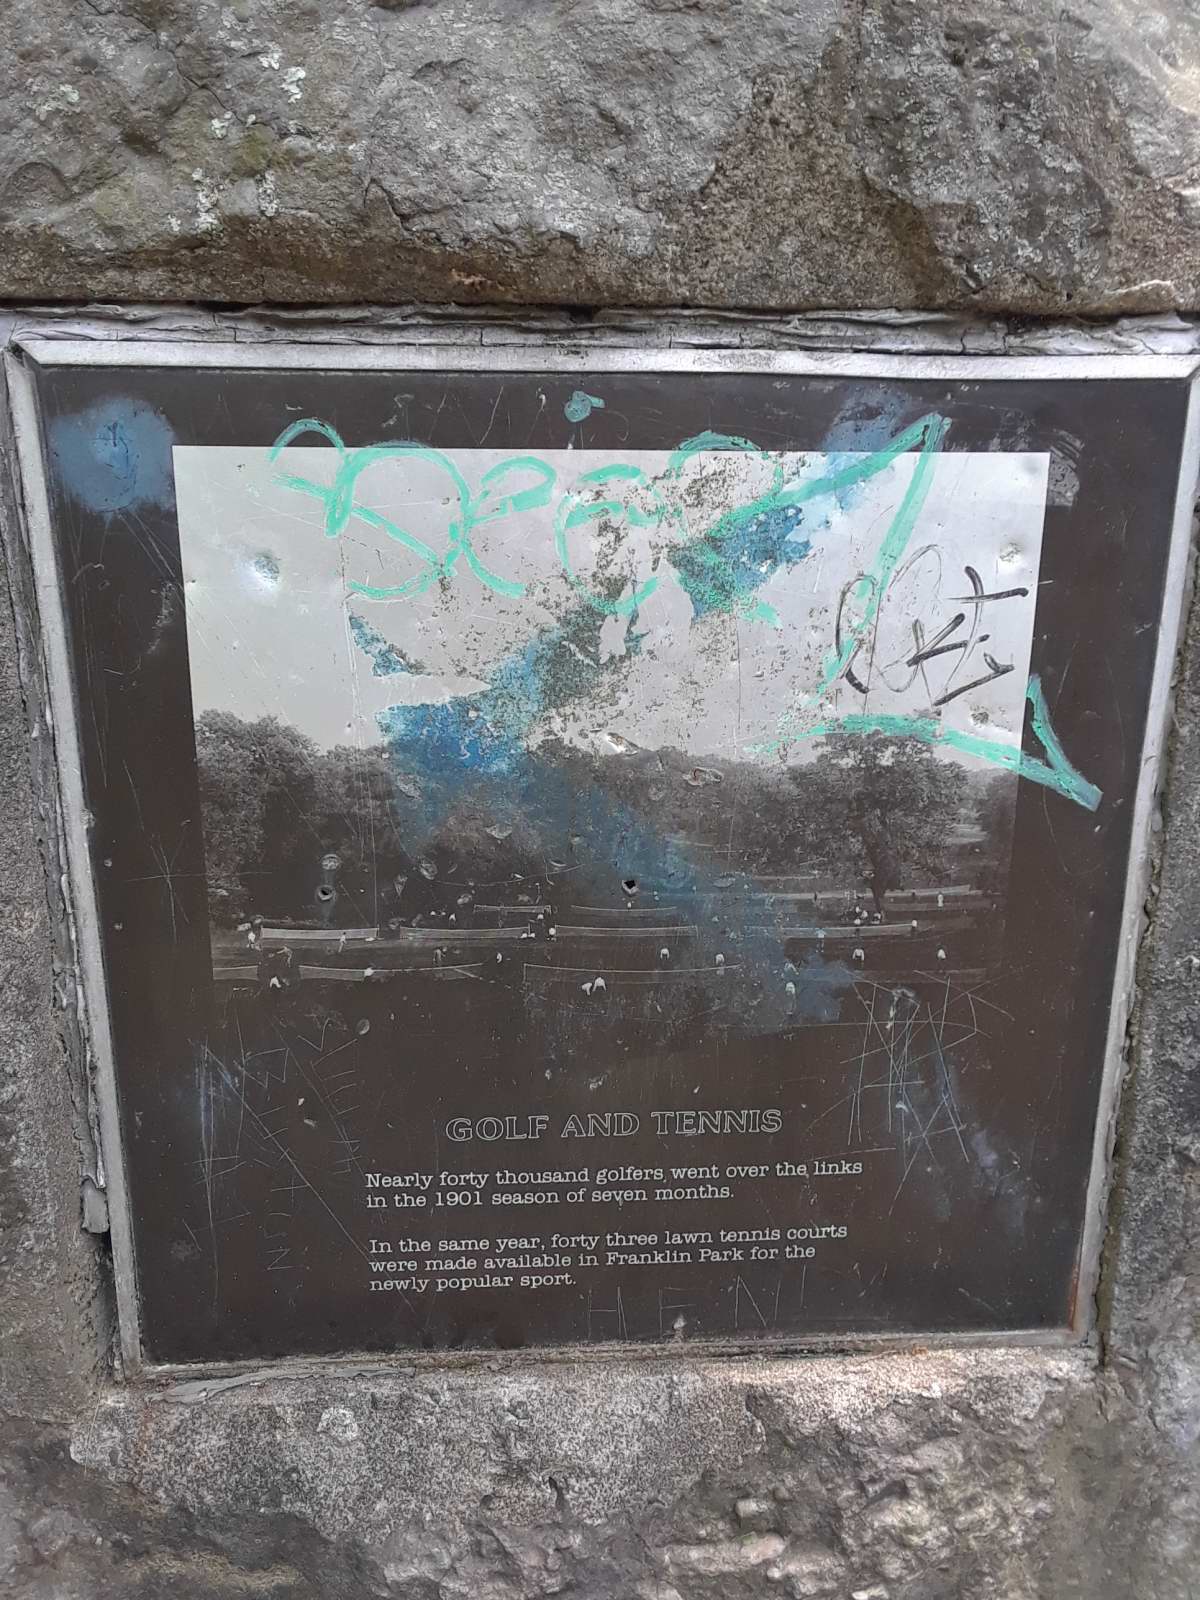 GOLF AND TENNIS
Nearly forty thousand golfers went over the links
in the 1901 season of seven months.
In the same year, forty three lawn tennis courts
were made available in Franklin Park for the
newly popular sport.